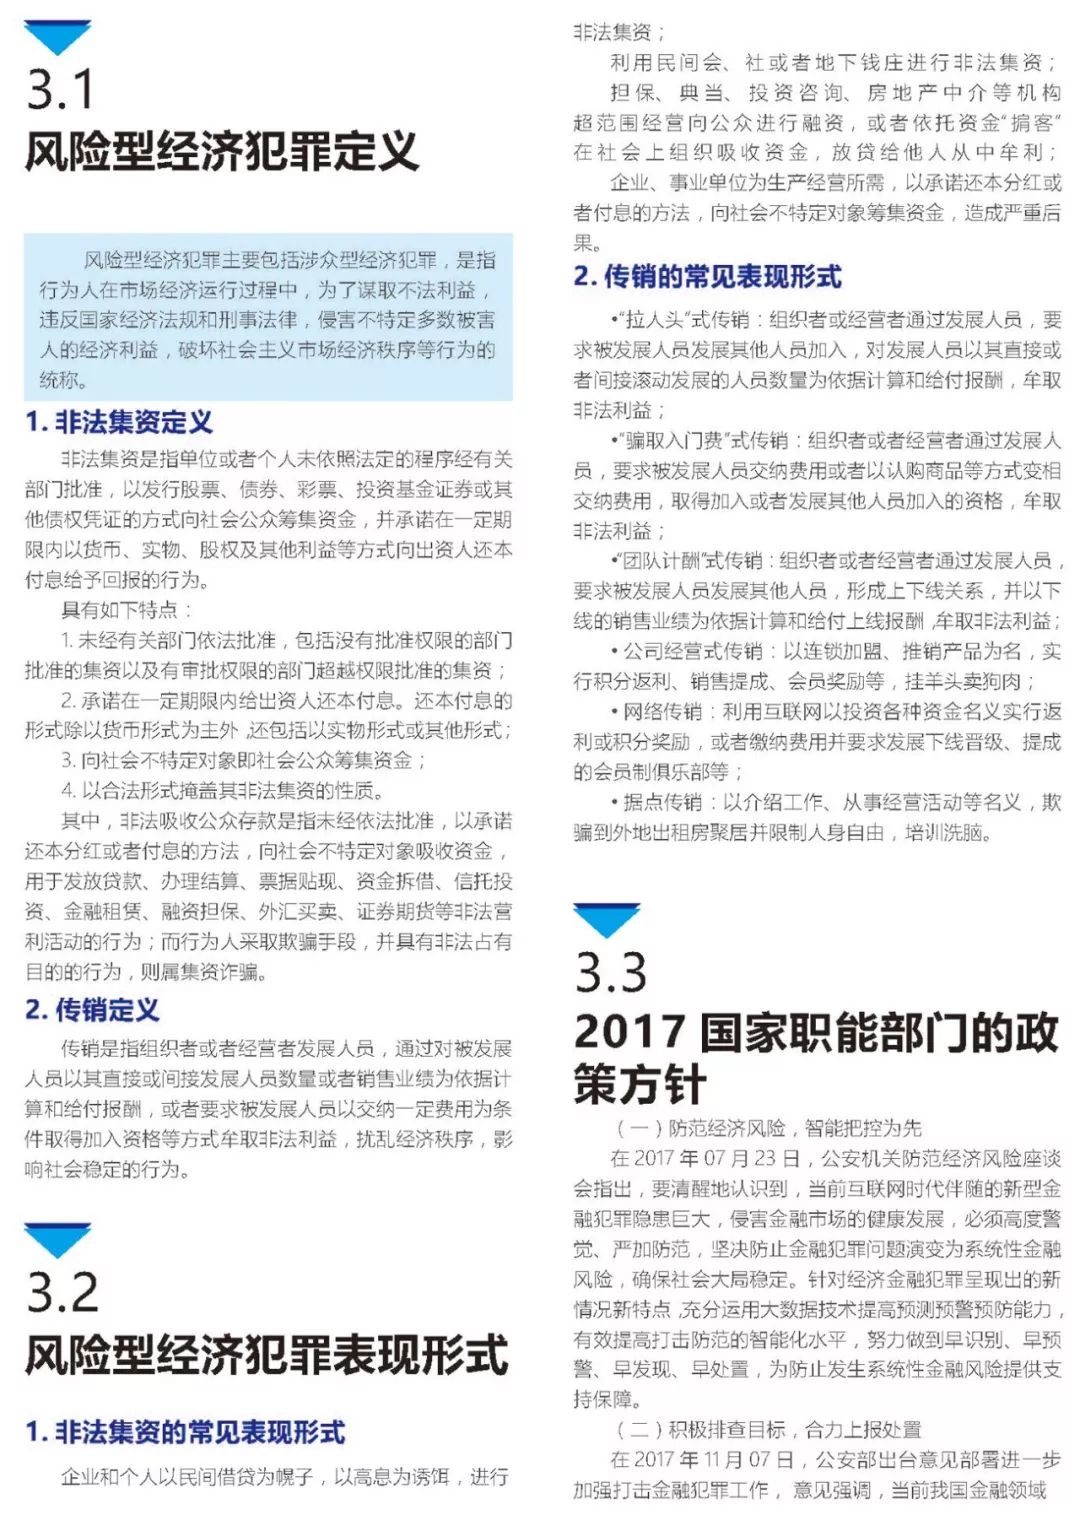 3.1
风险型经济犯罪定义
风险型经济犯罪主要包括涉众型经济犯罪，是指
行为人在市场经济运行过程中，为了谋取不法利益，
违反国家经济法规和刑事法律，侵害不特定多数被害
人的经济利益，破坏社会主义市场经济秩序等行为的
统称。
1. 非法集资定义
非法集资是指单位或者个人未依照法定的程序经有关
部门批准，以发行股票、债券、彩票、投资基金证券或其
他债权凭证的方式向社会公众筹集资金，并承诺在一定期
限内以货币、实物、股权及其他利益等方式向出资人还本
付息给予回报的行为。
具有如下特点：
1. 未经有关部门依法批准，包括没有批准权限的部门
批准的集资以及有审批权限的部门超越权限批准的集资；
2. 承诺在一定期限内给出资人还本付息。还本付息的
形式除以货币形式为主外，还包括以实物形式或其他形式；
3. 向社会不特定对象即社会公众筹集资金；
4. 以合法形式掩盖其非法集资的性质。
其中，非法吸收公众存款是指未经依法批准，以承诺
还本分红或者付息的方法，向社会不特定对象吸收资金，
用于发放贷款、办理结算、票据贴现、资金拆借、信托投
资、金融租赁、融资担保、外汇买卖、证券期货等非法营
利活动的行为；而行为人采取欺骗手段，并具有非法占有
目的的行为，则属集资诈骗。
2. 传销定义
传销是指组织者或者经营者发展人员，通过对被发展
人员以其直接或间接发展人员数量或者销售业绩为依据计
算和给付报酬，或者要求被发展人员以交纳一定费用为条
件取得加入资格等方式牟取非法利益，扰乱经济秩序，影
响社会稳定的行为。
3.2
风险型经济犯罪表现形式
1. 非法集资的常见表现形式
企业和个人以民间借贷为幌子，以高息为诱饵，进行
非法集资；
利用民间会、社或者地下钱庄进行非法集资；
担保、典当、投资咨询、房地产中介等机构
超范围经营向公众进行融资，或者依托资金“掮客”
在社会上组织吸收资金，放贷给他人从中牟利；
企业、事业单位为生产经营所需，以承诺还本分红或
者付息的方法，向社会不特定对象筹集资金，造成严重后
果。
2. 传销的常见表现形式
•“拉人头”式传销：组织者或经营者通过发展人员，要
求被发展人员发展其他人员加入，对发展人员以其直接或
者间接滚动发展的人员数量为依据计算和给付报酬，牟取
非法利益；
•“骗取入门费”式传销：组织者或者经营者通过发展人
员，要求被发展人员交纳费用或者以认购商品等方式变相
交纳费用，取得加入或者发展其他人员加入的资格，牟取
非法利益；
•“团队计酬”式传销：组织者或者经营者通过发展人员，
要求被发展人员发展其他人员，形成上下线关系，并以下
线的销售业绩为依据计算和给付上线报酬，牟取非法利益；
• 公司经营式传销：以连锁加盟、推销产品为名，实
行积分返利、销售提成、会员奖励等，挂羊头卖狗肉；
• 网络传销：利用互联网以投资各种资金名义实行返
利或积分奖励，或者缴纳费用并要求发展下线晋级、提成
的会员制俱乐部等；
• 据点传销：以介绍工作、从事经营活动等名义，欺
骗到外地出租房聚居并限制人身自由，培训洗脑。
3.3
2017 国家职能部门的政
策方针
（一）防范经济风险，智能把控为先
在 2017 年 07 月 23 日，公安机关防范经济风险座谈
会指出，要清醒地认识到，当前互联网时代伴随的新型金
融犯罪隐患巨大，侵害金融市场的健康发展，必须高度警
觉、严加防范，坚决防止金融犯罪问题演变为系统性金融
风险，确保社会大局稳定。针对经济金融犯罪呈现出的新
情况新特点，充分运用大数据技术提高预测预警预防能力，
有效提高打击防范的智能化水平，努力做到早识别、早预
警、早发现、早处置，为防止发生系统性金融风险提供支
持保障。
（二）积极排查目标，合力上报处置
在 2017 年 11 月 07 日，公安部出台意见部署进一步
加强打击金融犯罪工作，意见强调，当前我国金融领域